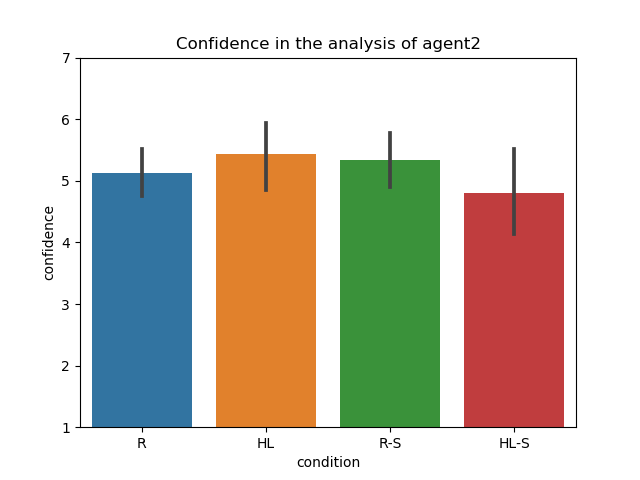 Confidence in the analysis of agent2
7
6
5
4
3
2
1
confidence
R
HL
R-S
HL-S
condition